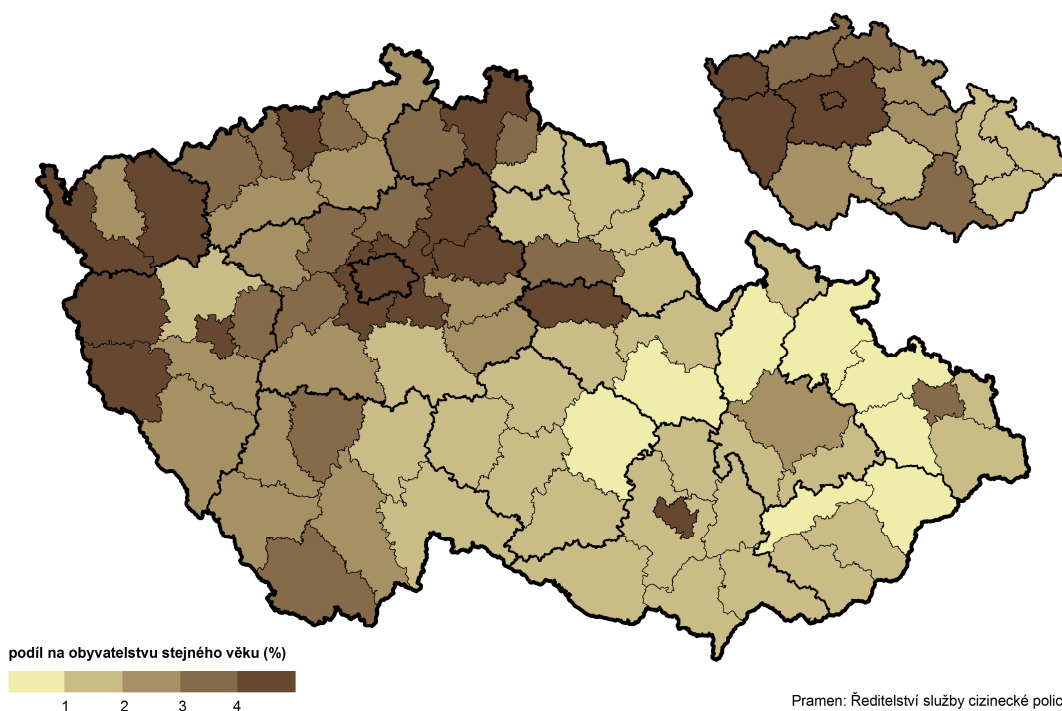 podíl na obyvatelstvu stejného věku (%)
1 2 3 4
Pramen: Ředitelství služby cizinecké polic